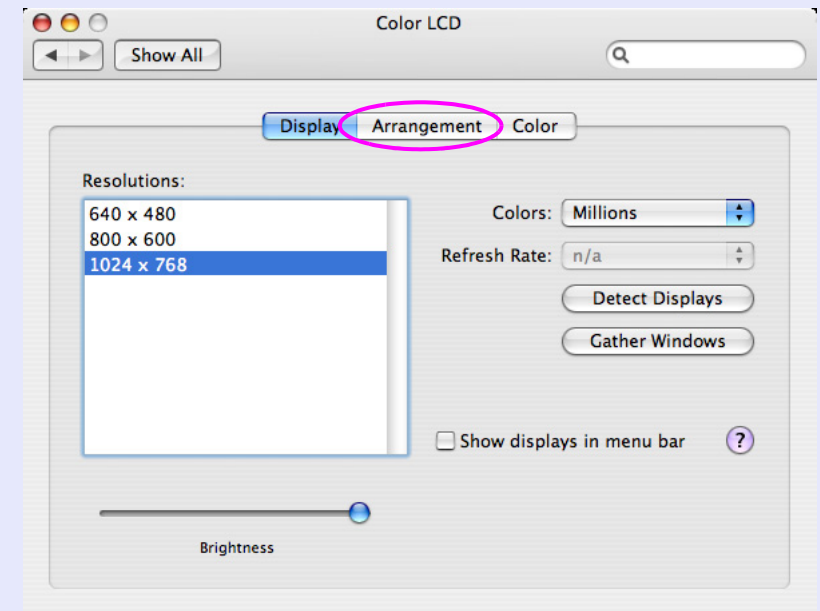 Color LCD
Show All
Display Arrangement Color
Resolutions:
640 x 480
800 x 600
1024 x 768
Colors: Millions
Refresh Rate: n/a
Detect Displays
Gather Windows
Show displays in menu bar ?
Brightness